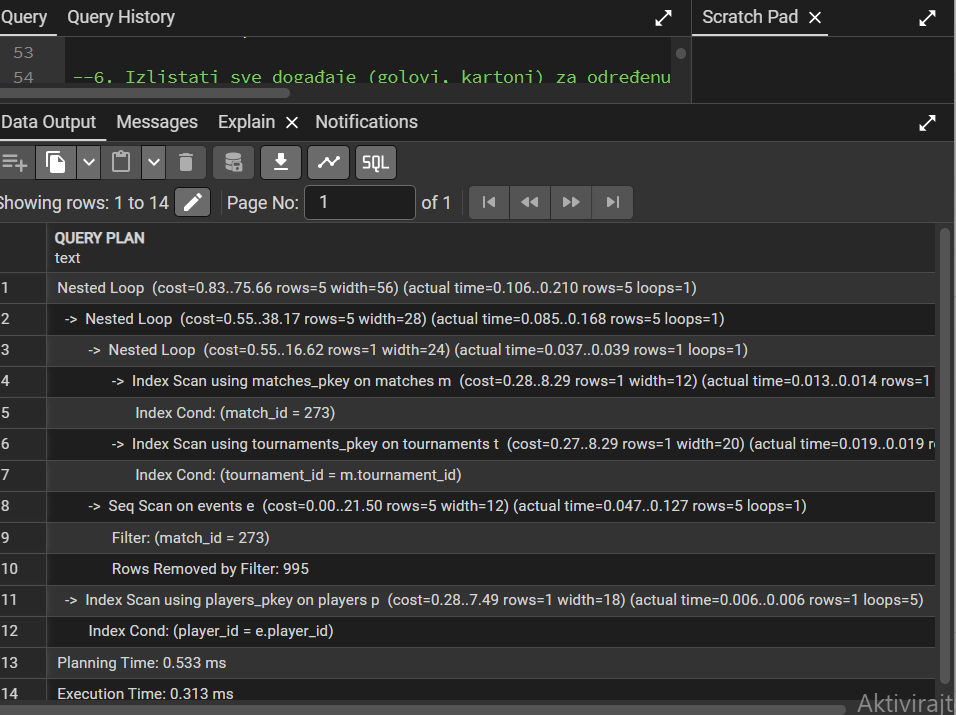 Query Query History
Scratch Pad
53
54 --6. Izlistati sve događaje (golovi, kartoni) za određenu
Data Output Messages Explain Notifications
SQL
Showing rows: 1 to 14 Page No: 1 of 1
QUERY PLAN
text
1 Nested Loop (cost=0.83..75.66 rows=5 width=56) (actual time=0.106..0.210 rows=5 loops=1)
2 -> Nested Loop (cost=0.55..38.17 rows=5 width=28) (actual time=0.085..0.168 rows=5 loops=1)
3 -> Nested Loop (cost=0.55..16.62 rows=1 width=24) (actual time=0.037..0.039 rows=1 loops=1)
4 -> Index Scan using matches_pkey on matches m (cost=0.28..8.29 rows=1 width=12) (actual time=0.013..0.014 rows=1
5 Index Cond: (match_id = 273)
6 -> Index Scan using tournaments_pkey on tournaments t (cost=0.27..8.29 rows=1 width=20) (actual time=0.019..0.019 r
7 Index Cond: (tournament_id = m.tournament_id)
8 -> Seq Scan on events e (cost=0.00..21.50 rows=5 width=12) (actual time=0.047..0.127 rows=5 loops=1)
9 Filter: (match_id = 273)
10 Rows Removed by Filter: 995
11 -> Index Scan using players_pkey on players p (cost=0.28..7.49 rows=1 width=18) (actual time=0.006..0.006 rows=1 loops=5)
12 Index Cond: (player_id = e.player_id)
13 Planning Time: 0.533 ms
14 Execution Time: 0.313 ms
Aktivirajt